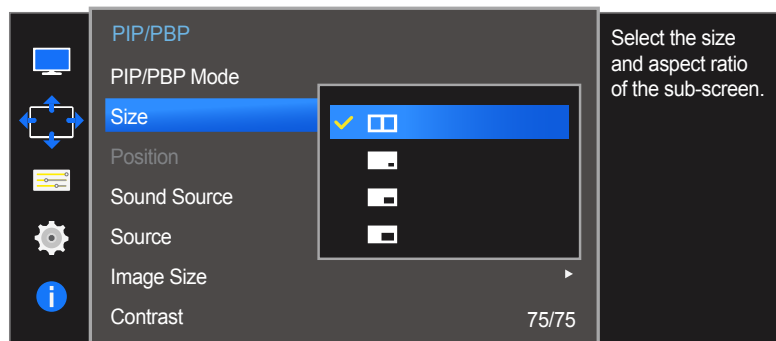 PIP/PBP
PIP/PBP Mode
Size
Position
Sound Source
Source
Image Size
Contrast
75/75
Select the size
and aspect ratio
of the sub-screen.